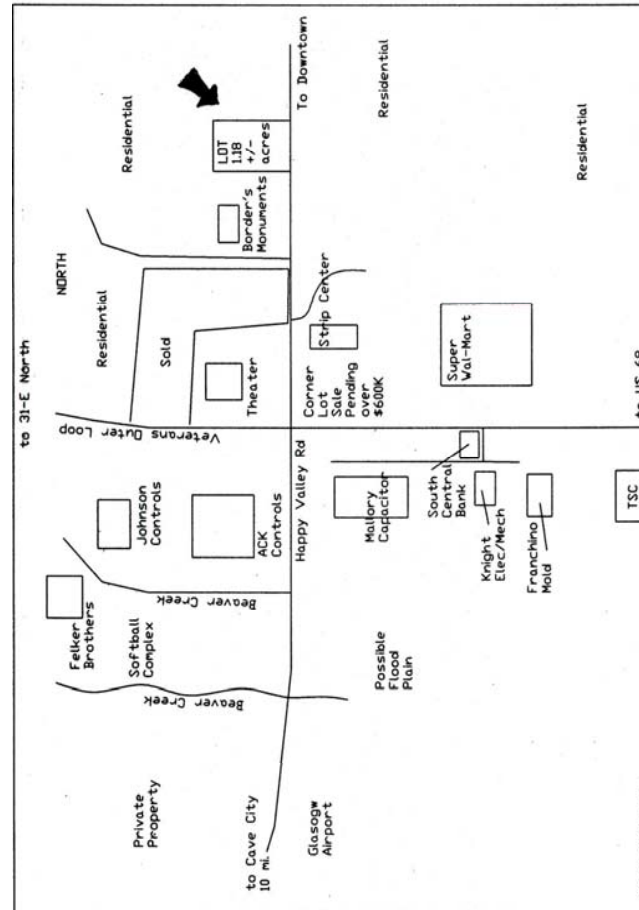 to 31-E North
NORTH
Felker
Brothers
Johnson
Controls
Residential
Residential
Private
Property
Softball
Complex
Beaver Creek
Beaver Creek
Veterans Outer Loop
Sold
LOT
1.18
+/-
acres
ACK
Controls
Theater
Border's
Monuments
to Cave City
10 mi.
Happy Valley Rd
To Downtown
Glasogw
Airport
Corner
Lot
Sale
Pending
over
$600K
Strip Center
Possible
Flood
Plain
Mallory
Capacitor
Residential
South
Central
Bank
Super
Wal-Mart
Knight
Elec/Mech
Franchino
Mold
Residential
TSC